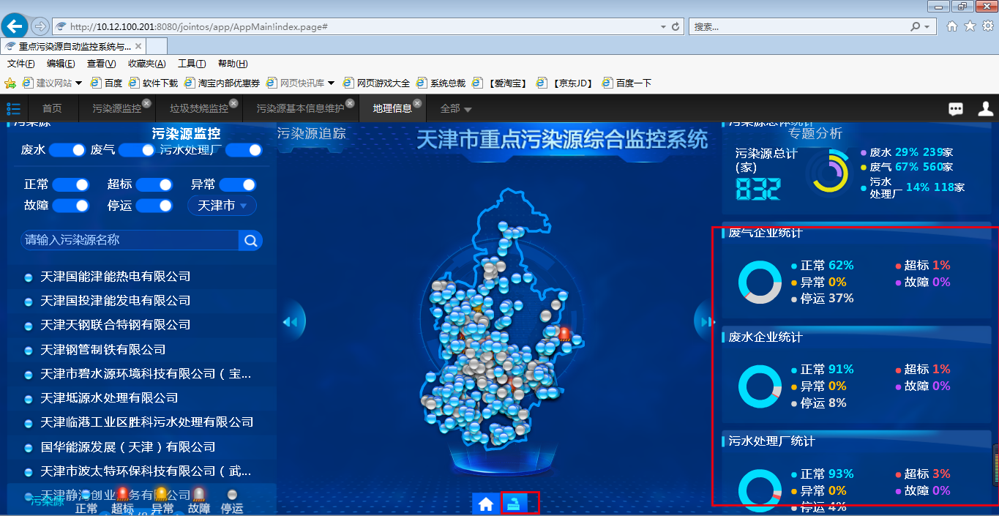 http://10.12.100.201:8080/jointos/app/AppMain!index.page#
搜索...
重点污染源自动监控系统与...
文件(F) 编辑(E) 查看(V) 收藏夹(A) 工具(T) 帮助(H)
建议网站 百度 软件下载 淘宝内部优惠券 网页快讯库 网页游戏大全 系统总裁 【爱淘宝】 【京东JD】 百度一下
首页 污染源监控 垃圾焚烧监控 污染源基本信息维护 地理信息 全部
污染源
污染源监控
污染源追踪
天津市重点污染源综合监控系统
污染源总体统计
专题分析
废水 废气 污水处理厂
正常 超标 异常
故障 停运 天津市
请输入污染源名称
天津国能津能热电有限公司
天津国投津能发电有限公司
天津天钢联合特钢有限公司
天津钢管制铁有限公司
天津市碧水源环境科技有限公司（宝...
天津坻源水处理有限公司
天津临港工业区胜科污水处理有限公司
国华能源发展（天津）有限公司
天津市波太特环保科技有限公司（武...
污染源
正常 超标 异常 故障 停运
污染源总计
(家)
832
废水 29% 239家
废气 67% 560家
污水
处理厂 14% 118家
废气企业统计
正常 62% 超标 1%
异常 0% 故障 0%
停运 37%
废水企业统计
正常 91% 超标 1%
异常 0% 故障 0%
停运 8%
污水处理厂统计
正常 93% 超标 3%
异常 0% 故障 0%
停运 4%